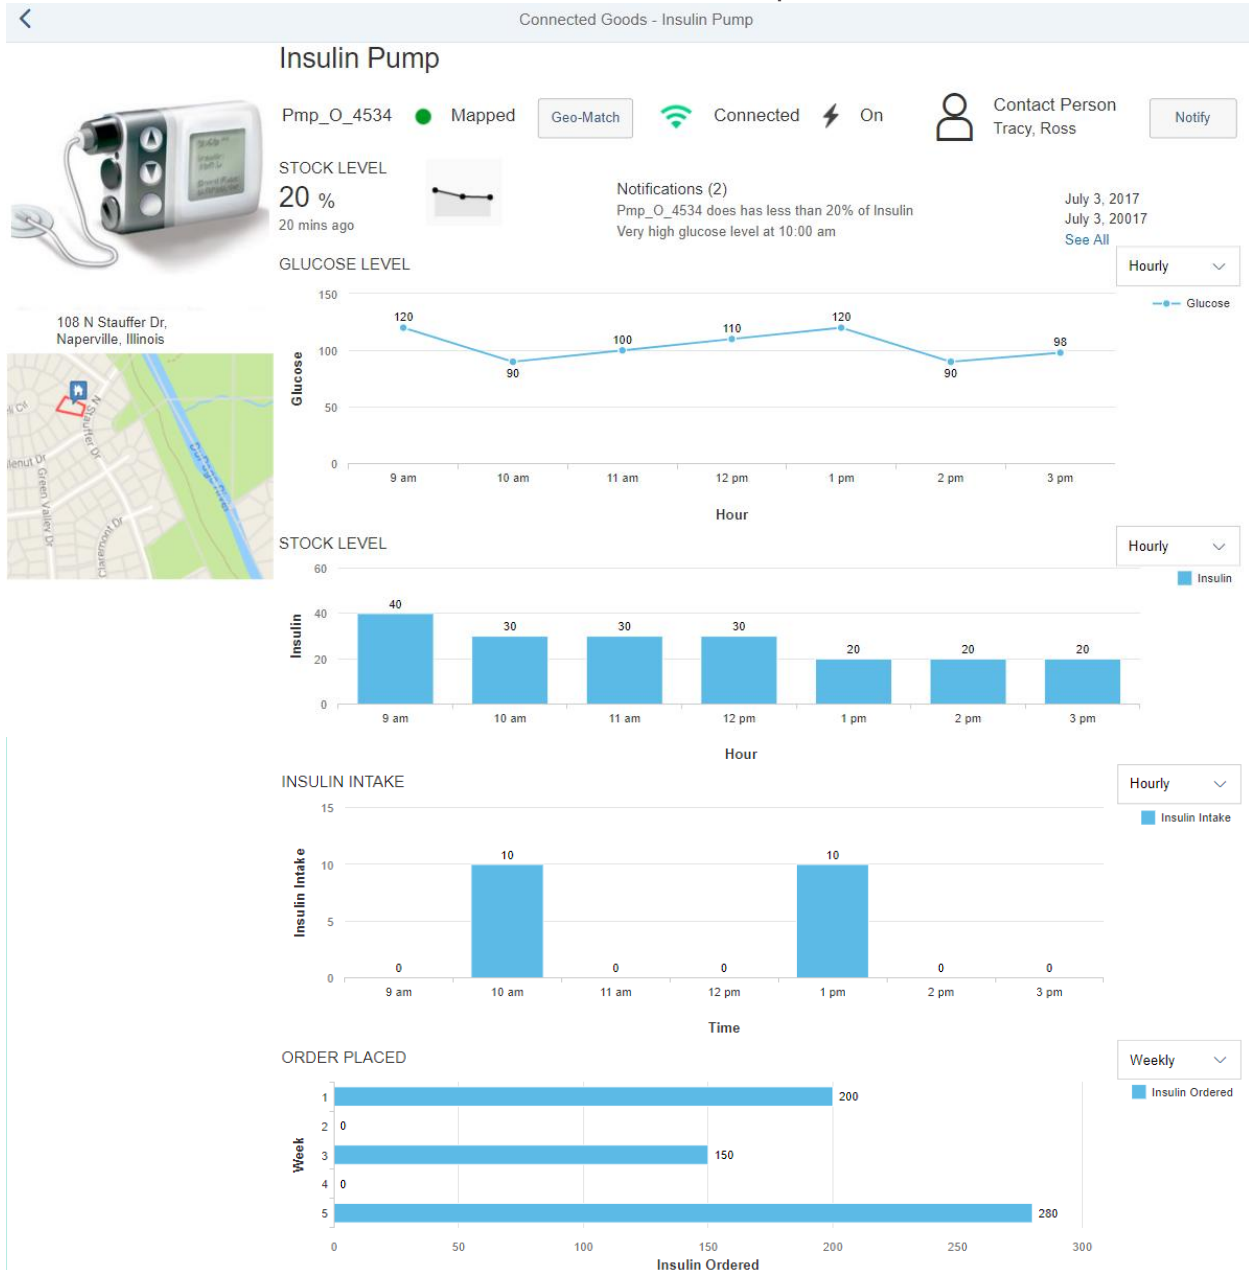 Connected Goods - Insulin Pump
Insulin Pump
Pmp_O_4534
Mapped
Geo-Match
Connected
On
Contact Person
Tracy, Ross
Notify
STOCK LEVEL
20 %
20 mins ago
Notifications (2)
Pmp_O_4534 does has less than 20% of Insulin
Very high glucose level at 10:00 am
July 3, 2017
July 3, 20017
See All
108 N Stauffer Dr,
Naperville, Illinois
N Stauffer Dr
Green Valley Dr
Claremont Dr
GLUCOSE LEVEL
Hourly
Glucose
150
100
50
0
Glucose
120
90
100
110
120
90
98
9 am
10 am
11 am
12 pm
1 pm
2 pm
3 pm
Hour
STOCK LEVEL
Hourly
Insulin
60
40
20
0
Insulin
40
30
30
30
20
20
20
9 am
10 am
11 am
12 pm
1 pm
2 pm
3 pm
Hour
INSULIN INTAKE
Hourly
Insulin Intake
15
10
5
0
Insulin Intake
0
10
0
0
10
0
0
9 am
10 am
11 am
12 pm
1 pm
2 pm
3 pm
Time
ORDER PLACED
Weekly
Insulin Ordered
Week
1
200
2
0
3
150
4
0
5
280
0
50
100
150
200
250
300
Insulin Ordered